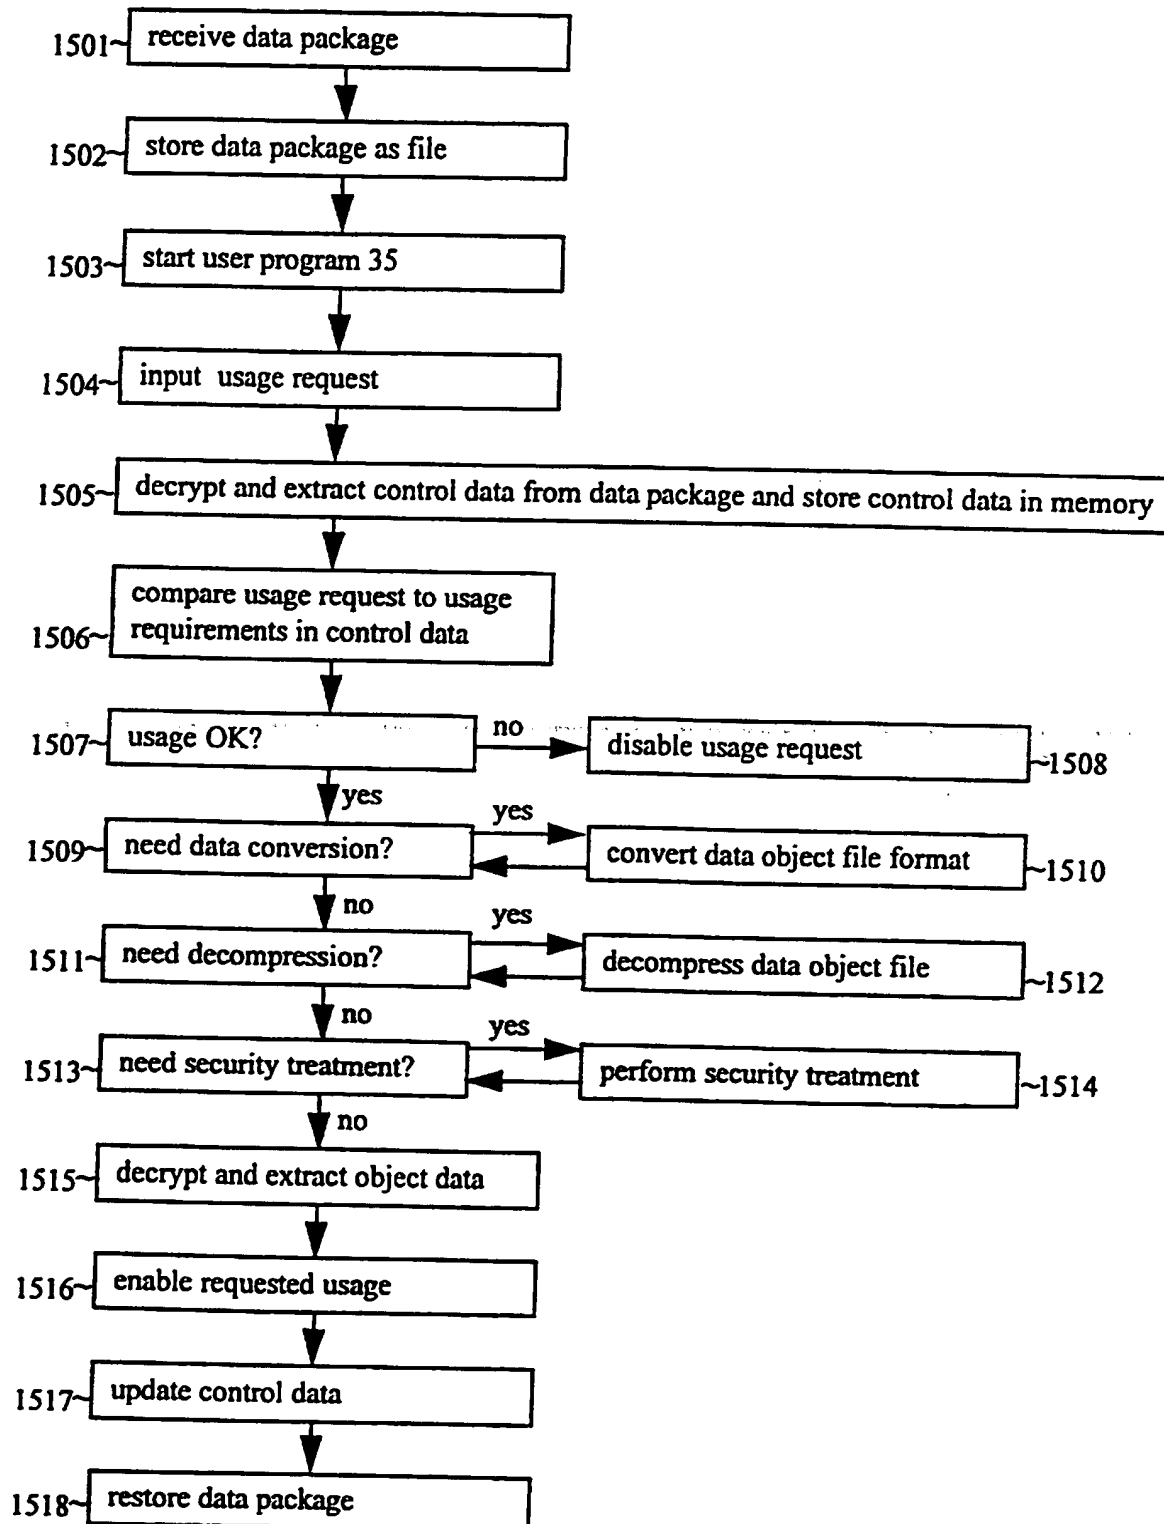 1501~ receive data package
1502~ store data package as file
1503~ start user program 35
1504~ input usage request
1505~ decrypt and extract control data from data package and store control data in memory
1506~ compare usage request to usage
requirements in control data
1507~ usage OK?
no
disable usage request ~1508
yes
1509~ need data conversion?
yes
convert data object file format ~1510
no
1511~ need decompression?
yes
decompress data object file ~1512
no
1513~ need security treatment?
yes
perform security treatment ~1514
no
1515~ decrypt and extract object data
1516~ enable requested usage
1517~ update control data
1518~ restore data package